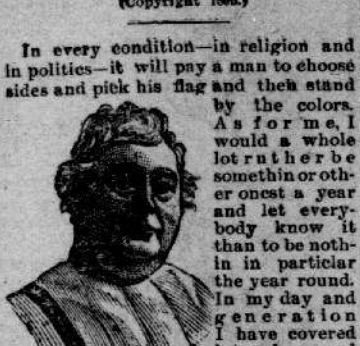 (Copyright
In every condition—in religion and
in politics—it will pay a man to choose
sides and pick his flag and then stand
by the colors.
As for me, I
would a whole
lot ruther be
somethin or oth-
er oncst a year
and let every-
body know it
than to be noth-
in in particlar
the year round.
In my day and
generation
I have covered